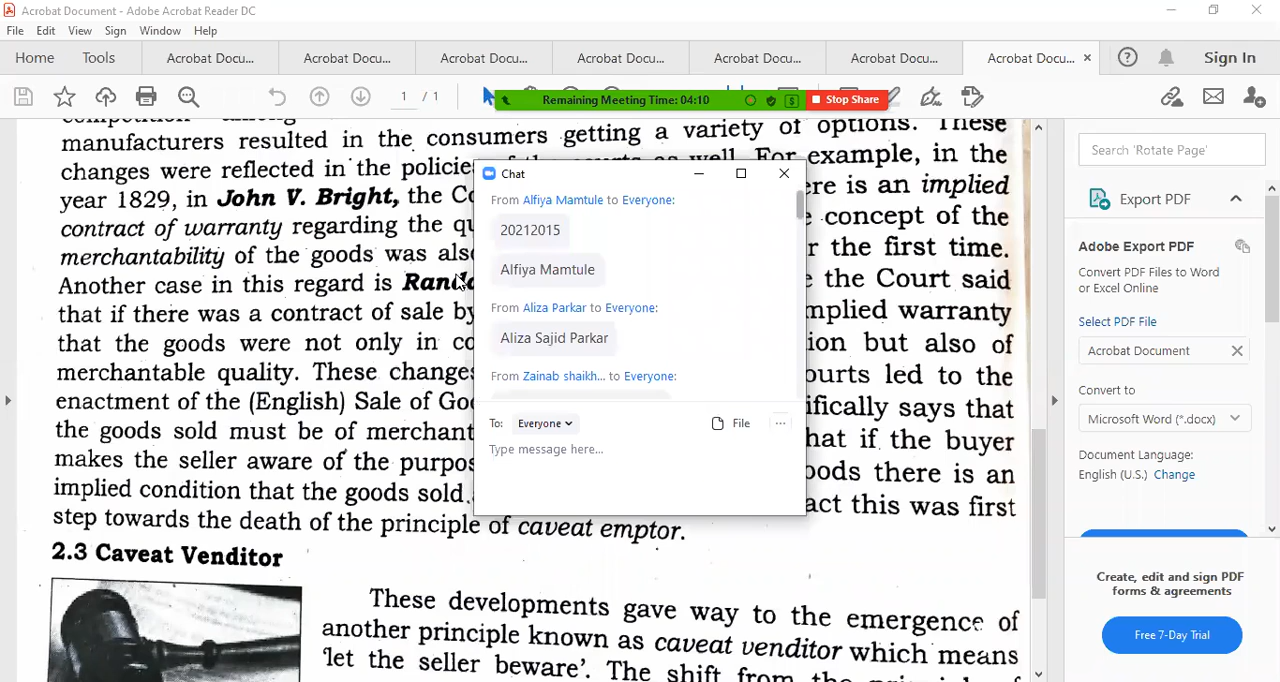 Acrobat Document - Adobe Acrobat Reader DC
File Edit View Sign Window Help
Home Tools Acrobat Docu... Acrobat Docu... Acrobat Docu... Acrobat Docu... Acrobat Docu... Acrobat Docu... Acrobat Docu... Sign In
1 / 1 Remaining Meeting Time: 04:10 Stop Share
manufacturers resulted in the consumers getting a variety of options. These
changes were reflected in the policies of the courts as well. For example, in the
year 1829, in John V. Bright, the ere is an implied
contract of warranty regarding the concept of the
merchantability of the goods was also r the first time.
Another case in this regard is the Court said
that if there was a contract of sale by mplied warranty
that the goods were not only in ion but also of
merchantable quality. These changes ourts led to the
enactment of the (English) Sale of ifically says that
the goods sold must be of merchant hat if the buyer
makes the seller aware of the purpos oods there is an
implied condition that the goods sold act this was first
step towards the death of the principle of caveat emptor.
2.3 Caveat Venditor
These developments gave way to the emergence of
another principle known as caveat venditor which means
'let the seller beware'. The shift from the
Chat
From Alfiya Mamtule to Everyone:
20212015
Alfiya Mamtule
From Aliza Parkar to Everyone:
Aliza Sajid Parkar
From Zainab shaikh... to Everyone:
To: Everyone File ...
Type message here...
Search 'Rotate Page'
Export PDF
Adobe Export PDF
Convert PDF Files to Word
or Excel Online
Select PDF File
Acrobat Document
Convert to
Microsoft Word (*.docx)
Document Language:
English (U.S.) Change
Create, edit and sign PDF
forms & agreements
Free 7-Day Trial